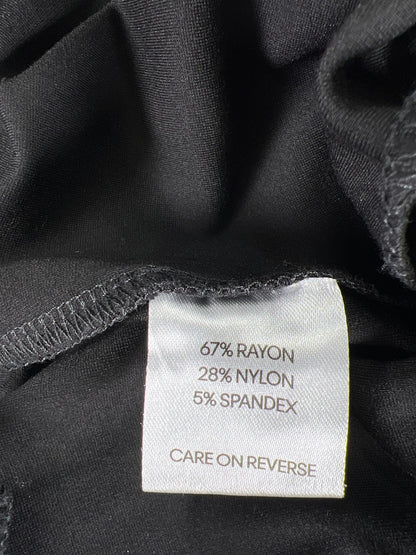 67% RAYON
28% NYLON
5% SPANDEX
CARE ON REVERSE